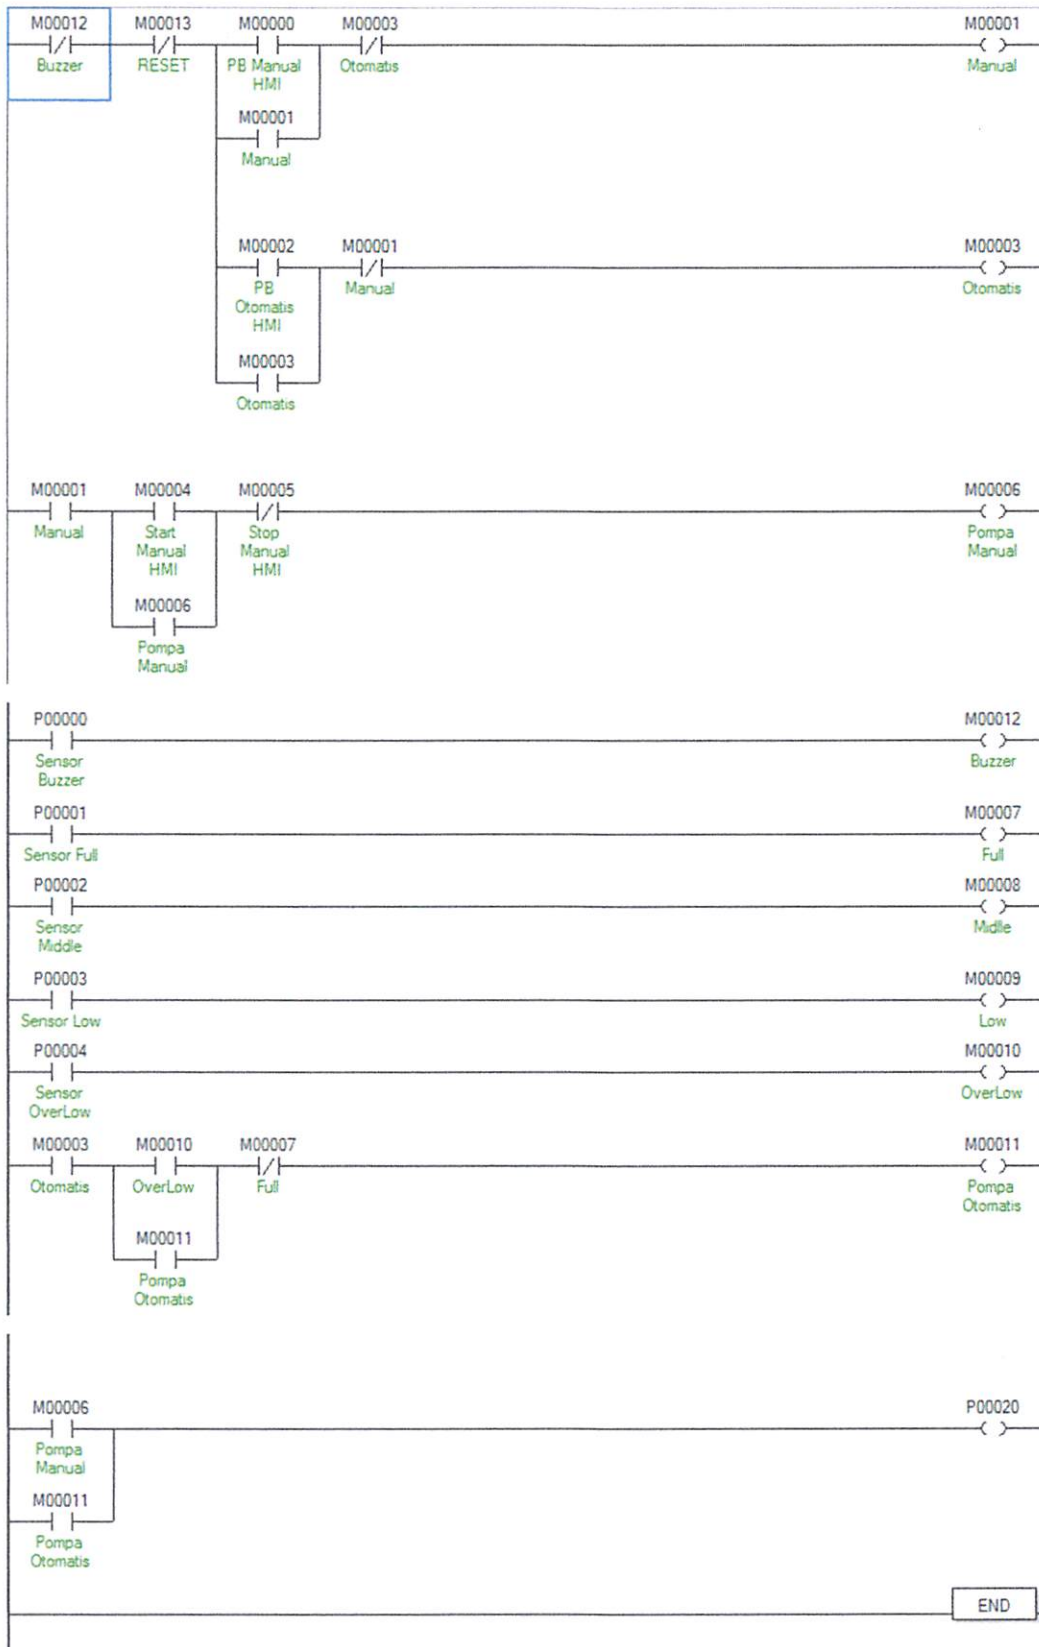 M00012 M00013 M00000 M00003 M00001
Buzzer RESET PB Manual Otomatis Manual
HMI
M00001
Manual
M00002 M00001 M00003
PB Manual Otomatis
Otomatis
HMI
M00003
Otomatis
M00001 M00004 M00005 M00006
Manual Start Stop Pompa
Manual Manual Manual
HMI HMI
M00006
Pompa
Manual
P00000 M00012
Sensor Buzzer
Buzzer
P00001 M00007
Sensor Full Full
P00002 M00008
Sensor Midlle
Middle
P00003 M00009
Sensor Low Low
P00004 M00010
Sensor OverLow
OverLow
M00003 M00010 M00007 M00011
Otomatis OverLow Full Pompa
Otomatis
M00011
Pompa
Otomatis
M00006 P00020
Pompa
Manual
M00011
Pompa
Otomatis
END